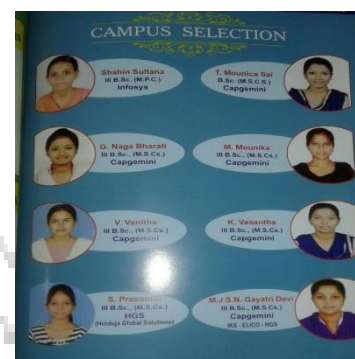 CAMPUS SELECTION
Shahin Sultana
III B.Sc. (M.P.C.)
Infosys
T. Mounica Sai
B.Sc. (M.S.C.S.)
Capgemini
G. Naga Bharati
III B.Sc., (M.S.Cs.)
Capgemini
M. Mounika
III B.Sc., (M.S.Cs.)
Capgemini
V. Vanitha
III B.Sc., (M.S.Cs.)
Capgemini
K. Vasantha
III B.Sc., (M.S.Cs.)
Capgemini
S. Prasanthi
III B.Sc., (M.S.Cs.)
HGS
(Hinduja Global Solutions)
M.J.S.N. Gayatri Devi
III B.Sc., (M.S.Cs.)
Capgemini
IKS - ELICO - HGS